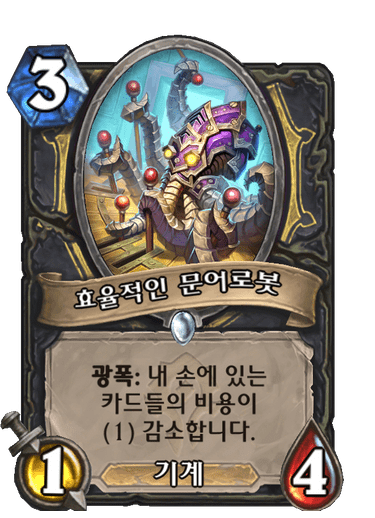 3
효율적인 문어로봇
광폭: 내 손에 있는
카드들의 비용이
(1) 감소합니다.
1
기계
4